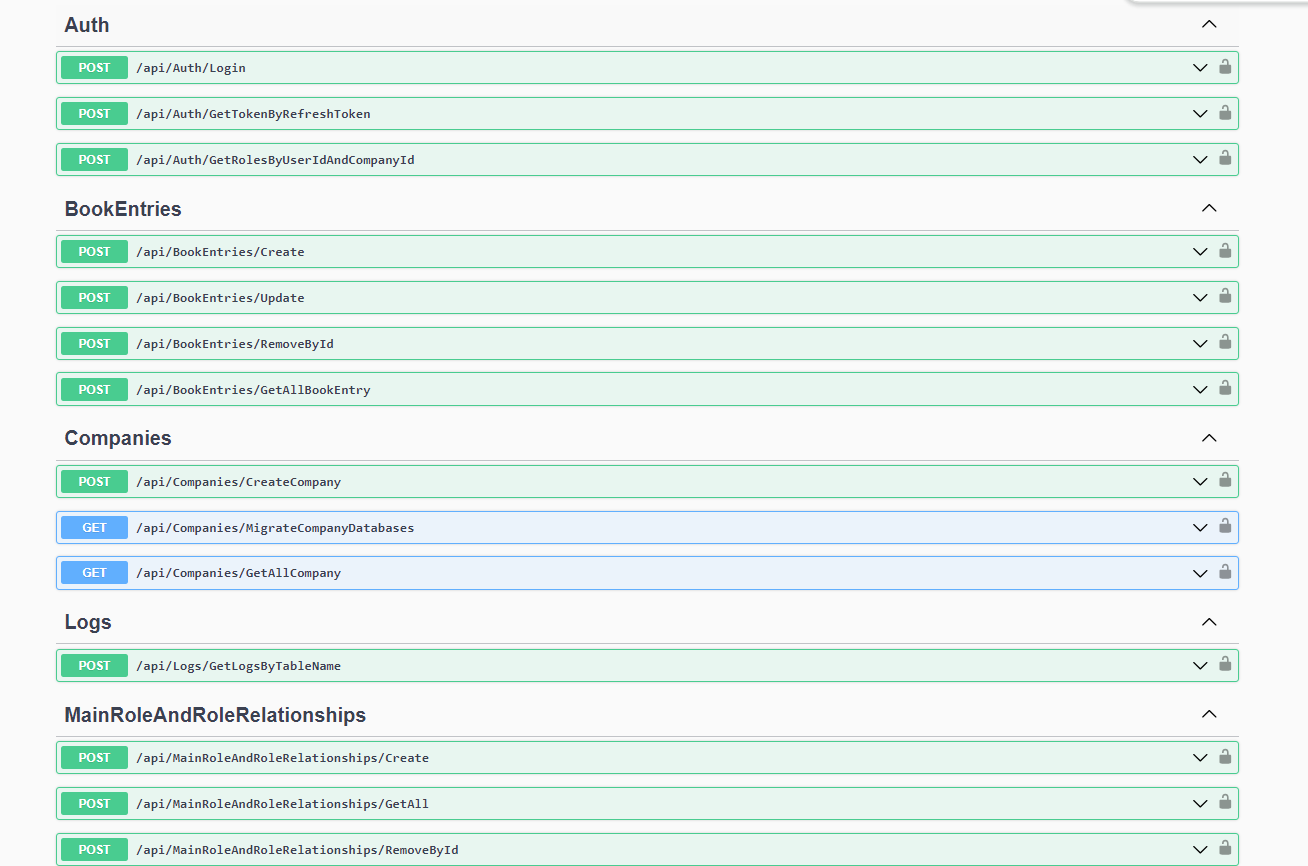 Auth
POST /api/Auth/Login
POST /api/Auth/GetTokenByRefreshToken
POST /api/Auth/GetRolesByUserIdAndCompanyId
BookEntries
POST /api/BookEntries/Create
POST /api/BookEntries/Update
POST /api/BookEntries/RemoveById
POST /api/BookEntries/GetAllBookEntry
Companies
POST /api/Companies/CreateCompany
GET /api/Companies/MigrateCompanyDatabases
GET /api/Companies/GetAllCompany
Logs
POST /api/Logs/GetLogsByTableName
MainRoleAndRoleRelationships
POST /api/MainRoleAndRoleRelationships/Create
POST /api/MainRoleAndRoleRelationships/GetAll
POST /api/MainRoleAndRoleRelationships/RemoveById